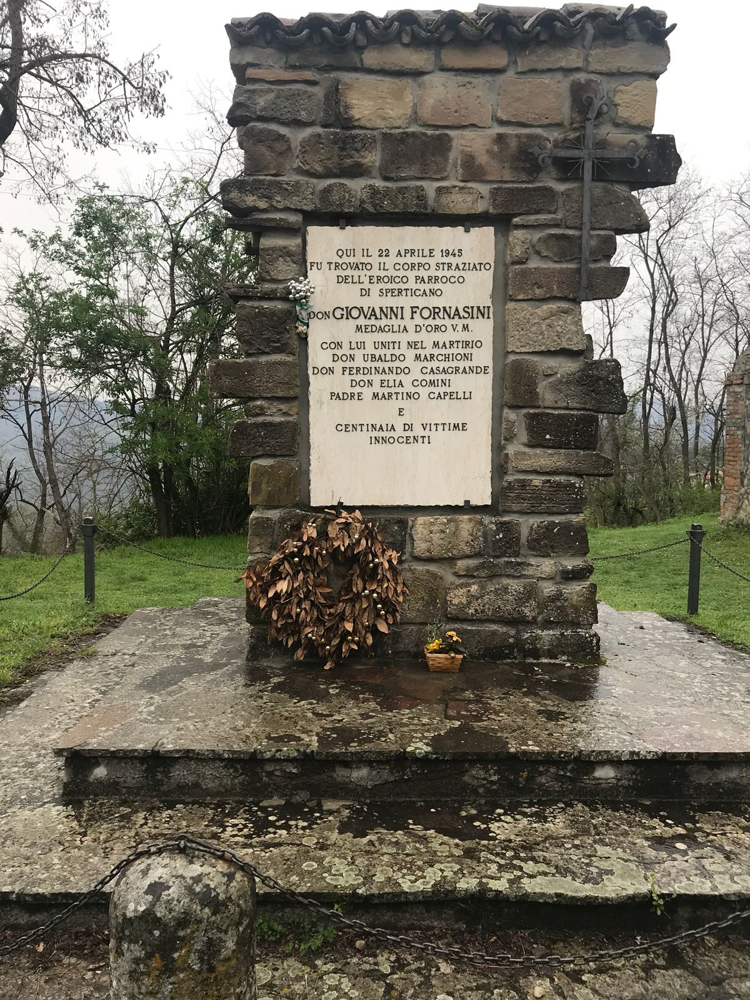 QUI IL 22 APRILE 1945
FU TROVATO IL CORPO STRAZIATO
DELL'EROICO PARROCO
DI SPERTICANO
DON GIOVANNI FORNASINI
MEDAGLIA D'ORO V. M.
CON LUI UNITI NEL MARTIRIO
DON UBALDO MARCHIONI
DON FERDINANDO CASAGRANDE
DON ELIA COMINI
PADRE MARTINO CAPELLI
E
CENTINAIA DI VITTIME
INNOCENTI